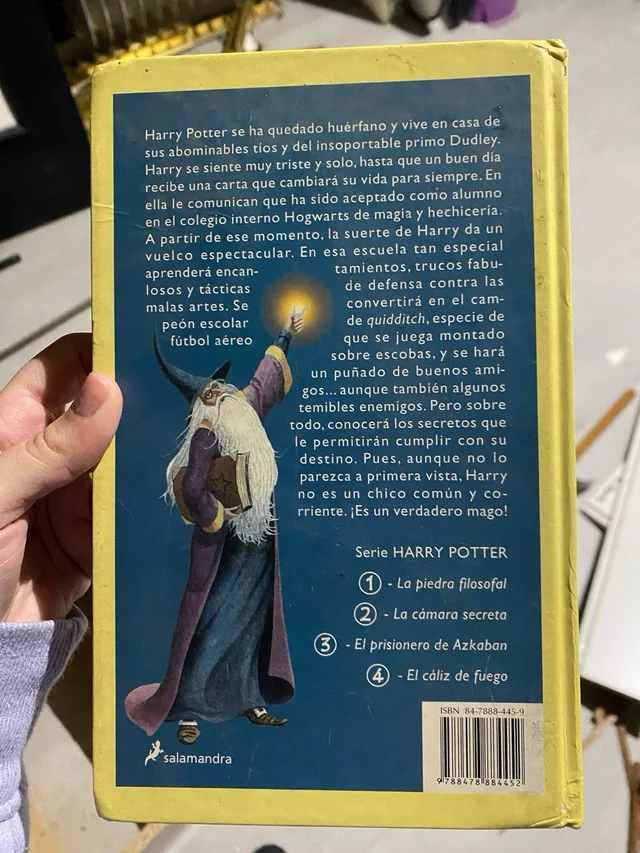 Harry Potter se ha quedado huérfano y vive en casa de
sus abominables tíos y del insoportable primo Dudley.
Harry se siente muy triste y solo, hasta que un buen día
recibe una carta que cambiará su vida para siempre. En
ella le comunican que ha sido aceptado como alumno
en el colegio interno Hogwarts de magia y hechicería.
A partir de ese momento, la suerte de Harry da un
vuelco espectacular. En esa escuela tan especial
aprenderá encan- tamientos, trucos fabu-
losos y tácticas de defensa contra las
malas artes. Se convertirá en el cam-
peón escolar de quidditch, especie de
fútbol aéreo que se juega montado
sobre escobas, y se hará
un puñado de buenos ami-
gos... aunque también algunos
temibles enemigos. Pero sobre
todo, conocerá los secretos que
le permitirán cumplir con su
destino. Pues, aunque no lo
parezca a primera vista, Harry
no es un chico común y co-
rriente. ¡Es un verdadero mago!
Serie HARRY POTTER
1 - La piedra filosofal
2 - La cámara secreta
3 - El prisionero de Azkaban
4 - El cáliz de fuego
ISBN 84-7888-445-9
9 788478 884452
salamandra